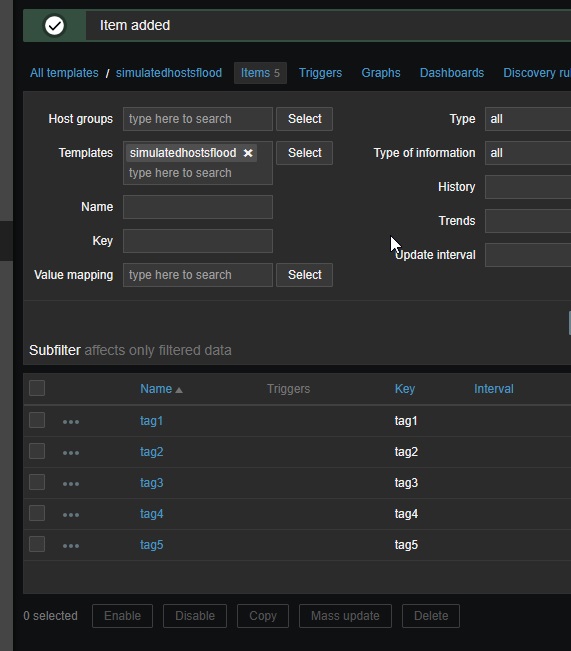 Item added
All templates / simulatedhostsflood Items 5 Triggers Graphs Dashboards Discovery
Host groups type here to search Select Type all
Templates simulatedhostsflood Select Type of information all
type here to search
History
Name Trends
Key Update interval
Value mapping type here to search Select
Subfilter affects only filtered data
Name Triggers Key Interval
tag1 tag1
tag2 tag2
tag3 tag3
tag4 tag4
tag5 tag5
0 selected Enable Disable Copy Mass update Delete